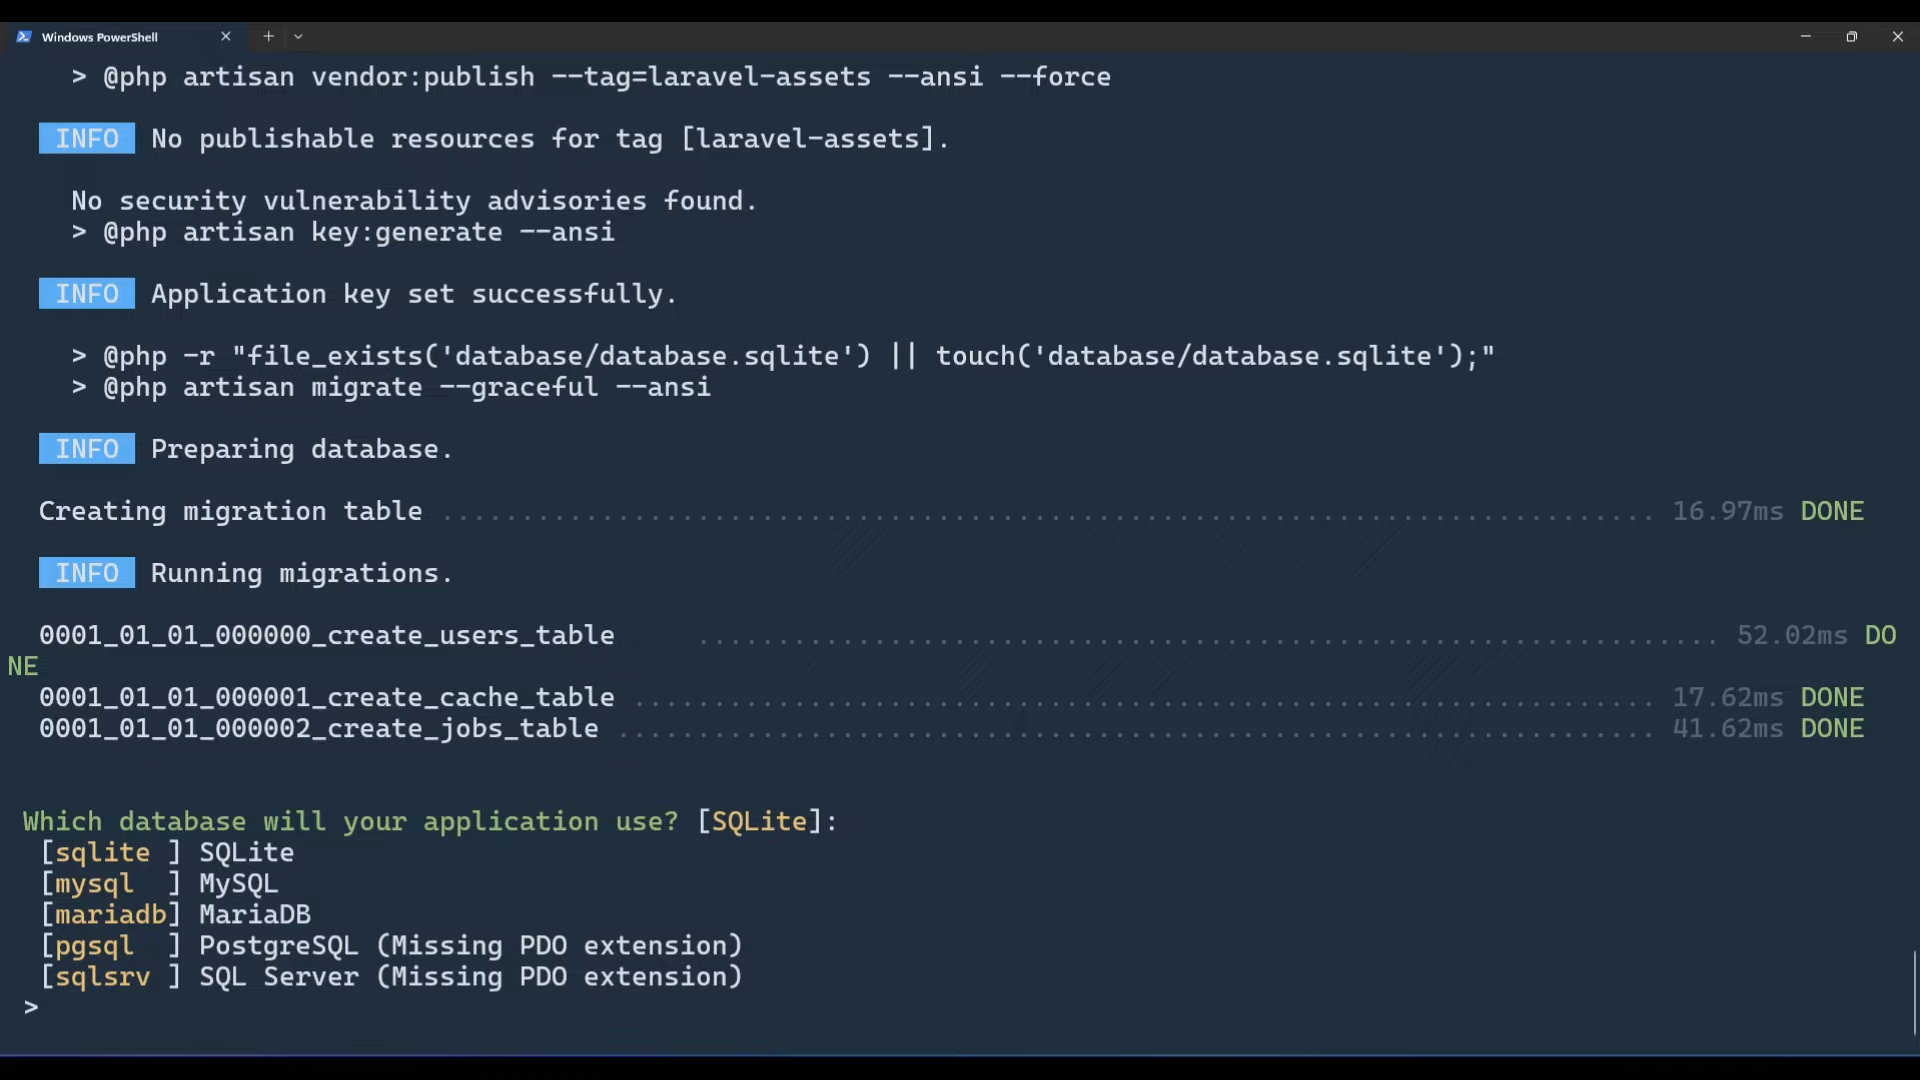 Windows PowerShell
> @php artisan vendor:publish --tag=laravel-assets --ansi --force
INFO No publishable resources for tag [laravel-assets].
No security vulnerability advisories found.
> @php artisan key:generate --ansi
INFO Application key set successfully.
> @php -r "file_exists('database/database.sqlite') || touch('database/database.sqlite');"
> @php artisan migrate --graceful --ansi
INFO Preparing database.
Creating migration table ............................................................................ 16.97ms DONE
INFO Running migrations.
0001_01_01_000000_create_users_table ................................................................ 52.02ms DO
NE
0001_01_01_000001_create_cache_table ................................................................ 17.62ms DONE
0001_01_01_000002_create_jobs_table ................................................................. 41.62ms DONE
Which database will your application use? [SQLite]:
[sqlite ] SQLite
[mysql  ] MySQL
[mariadb] MariaDB
[pgsql  ] PostgreSQL (Missing PDO extension)
[sqlsrv ] SQL Server (Missing PDO extension)
>